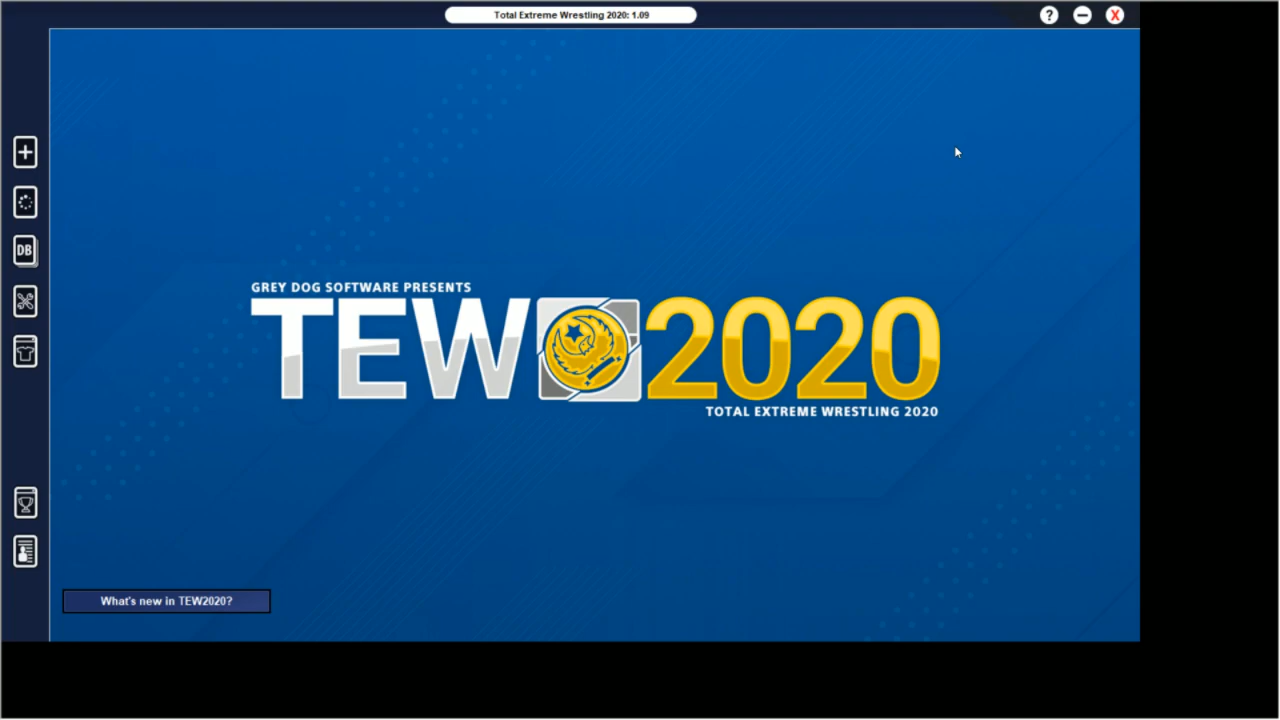 Total Extreme Wrestling 2020: 1.09
?
X
DB
GREY DOG SOFTWARE PRESENTS
TEW 2020
TOTAL EXTREME WRESTLING 2020
What's new in TEW2020?